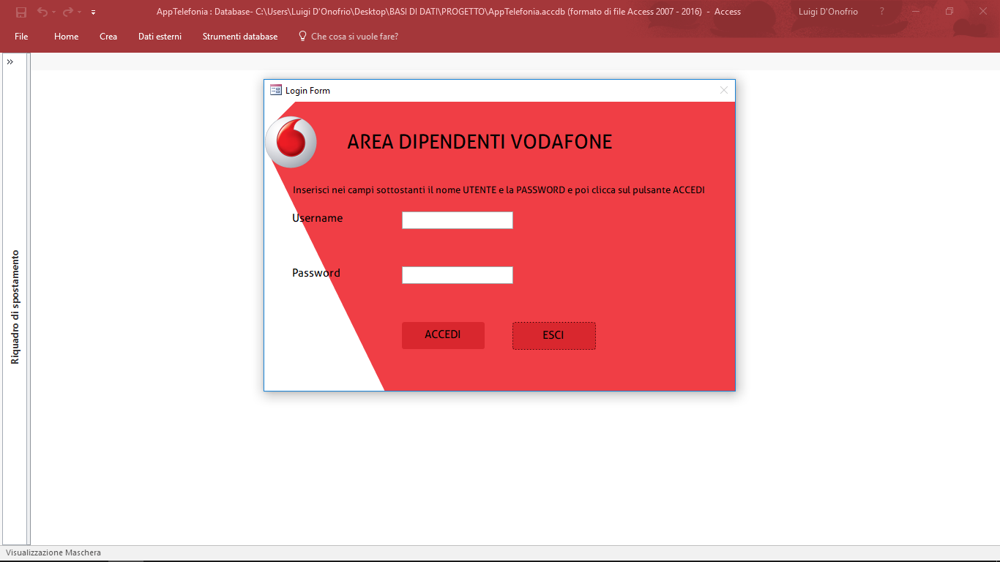 AppTelefonia : Database- C:\Users\Luigi D'Onofrio\Desktop\BASI DI DATI\PROGETTO\AppTelefonia.accdb (formato di file Access 2007 - 2016) - Access
Luigi D'Onofrio
?
File
Home
Crea
Dati esterni
Strumenti database
Che cosa si vuole fare?
»
Riquadro di spostamento
Login Form
AREA DIPENDENTI VODAFONE
Inserisci nei campi sottostanti il nome UTENTE e la PASSWORD e poi clicca sul pulsante ACCEDI
Username
Password
ACCEDI
ESCI
Visualizzazione Maschera